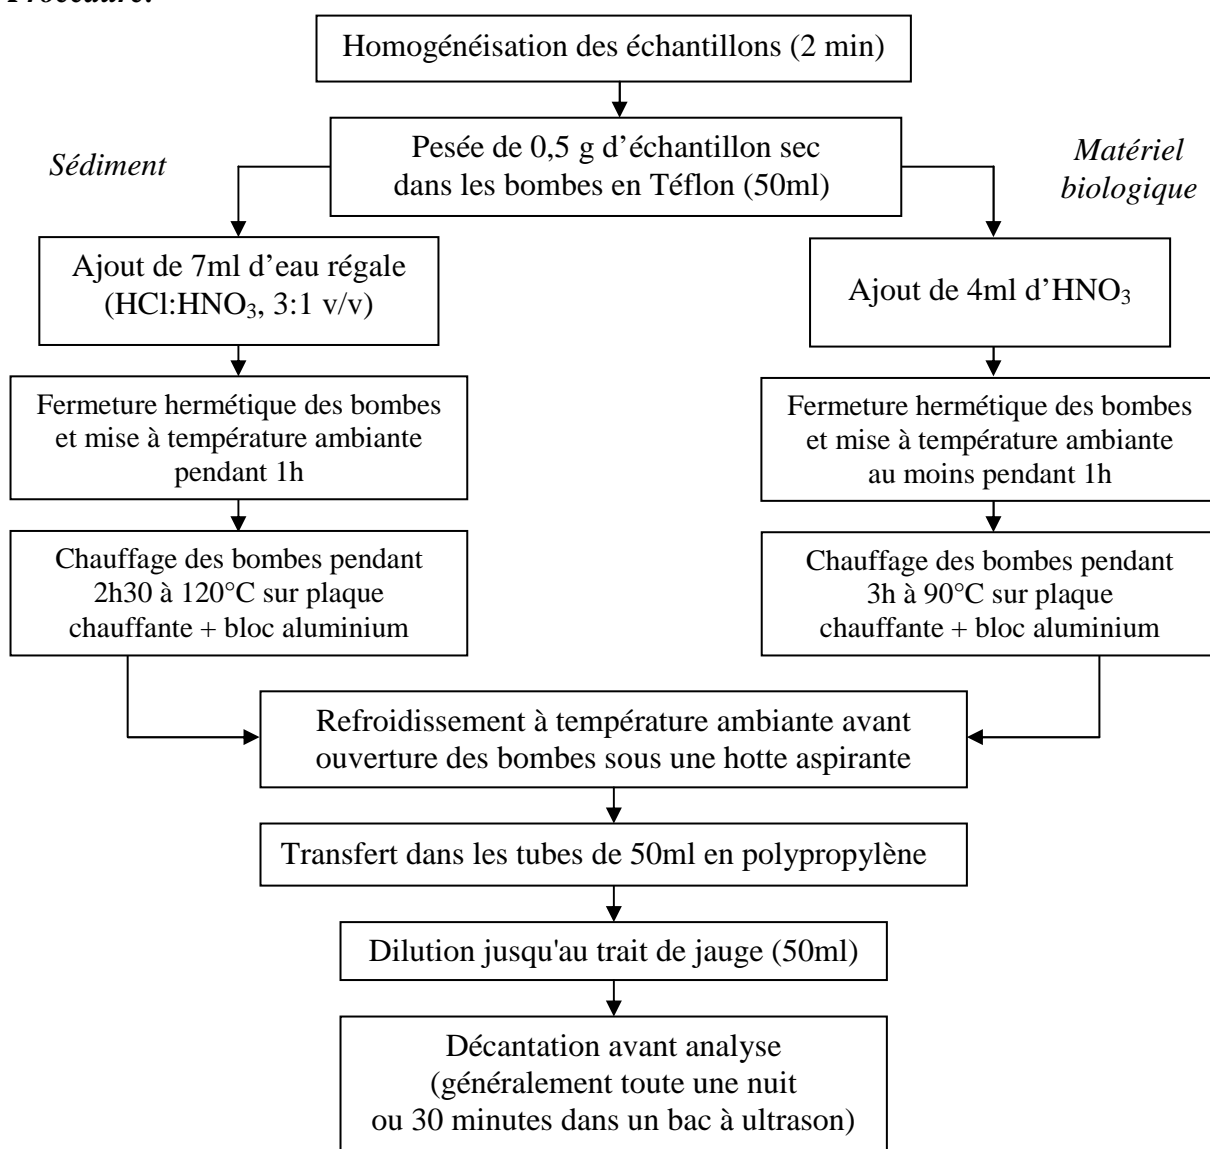 Procédure:
Homogénéisation des échantillons (2 min)
Pesée de 0,5 g d’échantillon sec
dans les bombes en Téflon (50ml)
Sédiment
Matériel
biologique
Ajout de 7ml d’eau régale
(HCl:HNO₃, 3:1 v/v)
Ajout de 4ml d’HNO₃
Fermeture hermétique des bombes
et mise à température ambiante
pendant 1h
Fermeture hermétique des bombes
et mise à température ambiante
au moins pendant 1h
Chauffage des bombes pendant
2h30 à 120°C sur plaque
chauffante + bloc aluminium
Chauffage des bombes pendant
3h à 90°C sur plaque
chauffante + bloc aluminium
Refroidissement à température ambiante avant
ouverture des bombes sous une hotte aspirante
Transfert dans les tubes de 50ml en polypropylène
Dilution jusqu'au trait de jauge (50ml)
Décantation avant analyse
(généralement toute une nuit
ou 30 minutes dans un bac à ultrason)